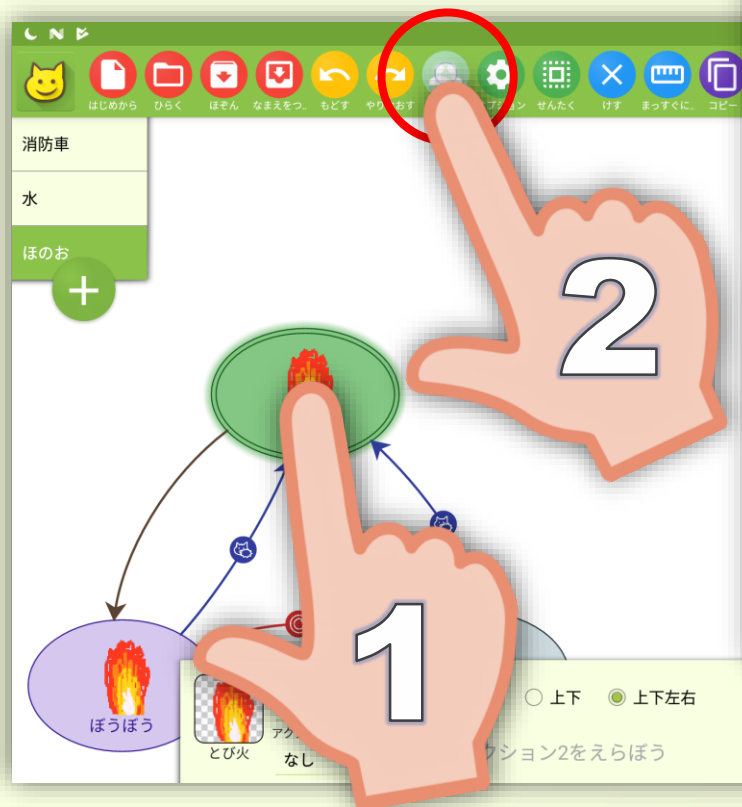 はじめから ひらく ほぞん なまえをつ.. もどす やりなおす プション せんたく けす まっすぐに.. コピー
消防車
水
ほのお
+
2
1
ぼうぼう
上下 上下左右
アク
とび火 なし クション2をえらぼう